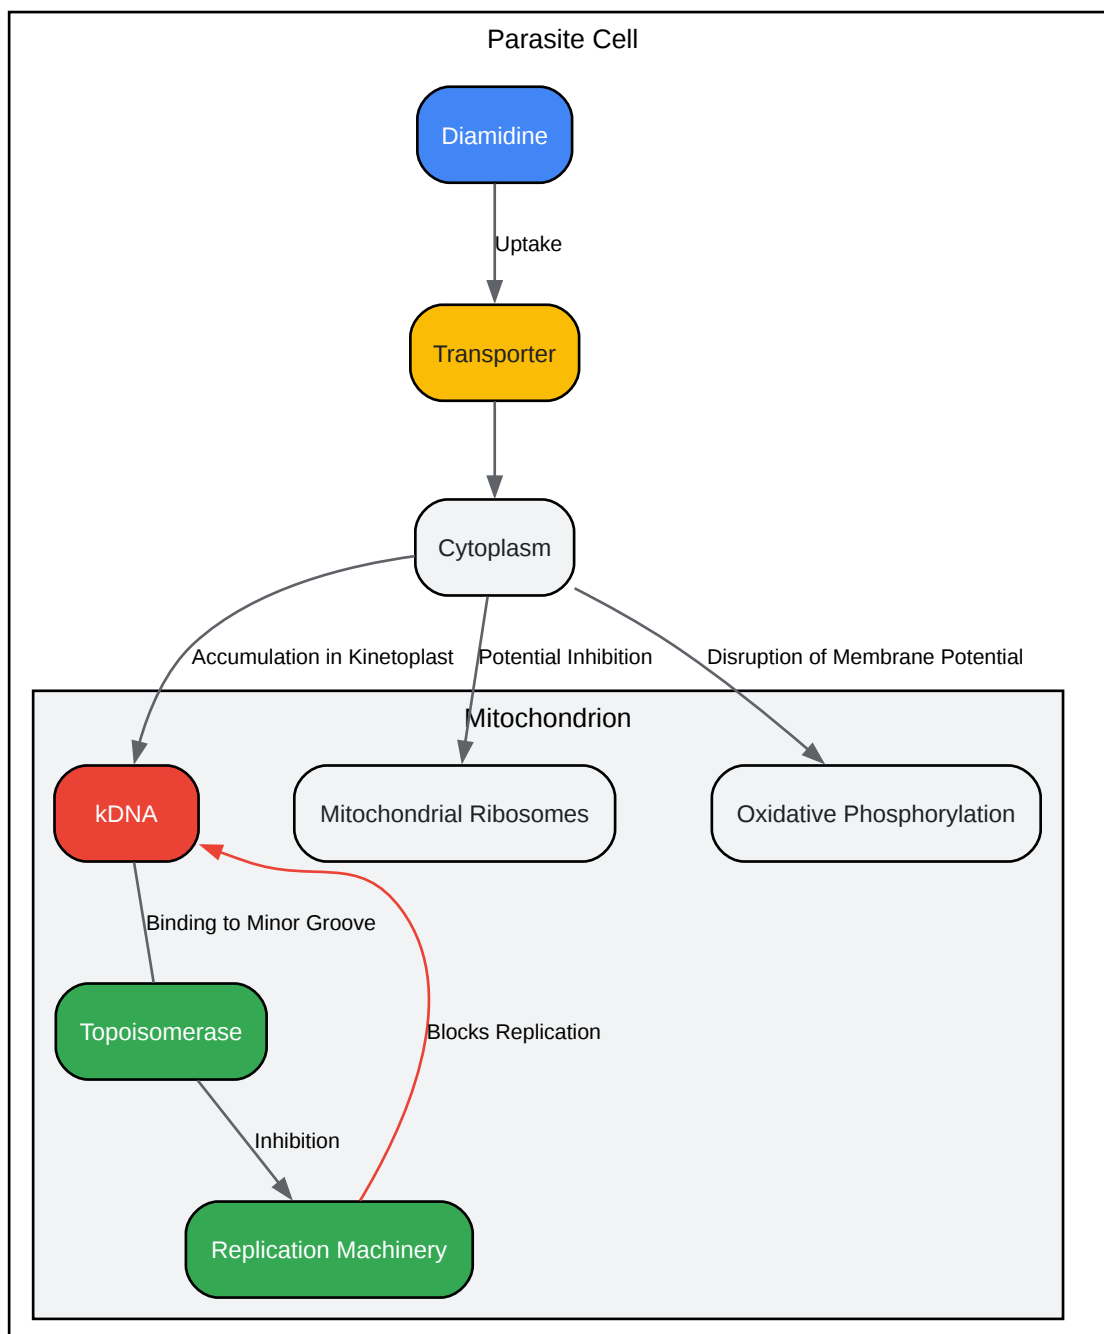 Parasite Cell
Diamidine
Uptake
Transporter
Cytoplasm
Accumulation in Kinetoplast
Potential Inhibition
Disruption of Membrane Potential
Mitochondrion
kDNA
Mitochondrial Ribosomes
Oxidative Phosphorylation
Binding to Minor Groove
Topoisomerase
Blocks Replication
Inhibition
Replication Machinery